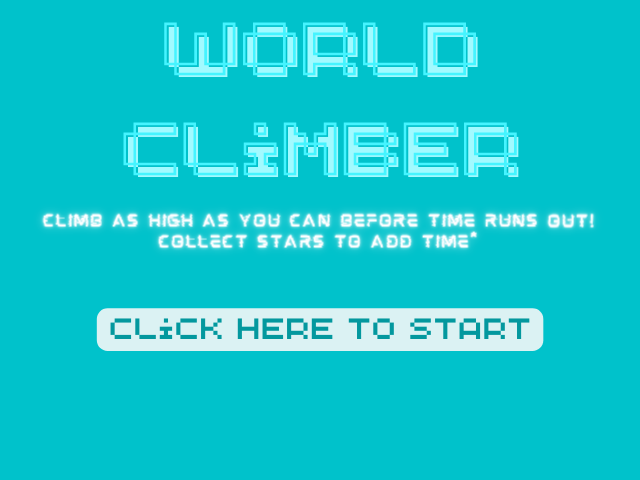 WORLD
CLiMBER
CLIMB AS HIGH AS YOU CAN BEFORE TIME RUNS OUT!
COLLECT STARS TO ADD TIME*
CLiCK HERE TO START